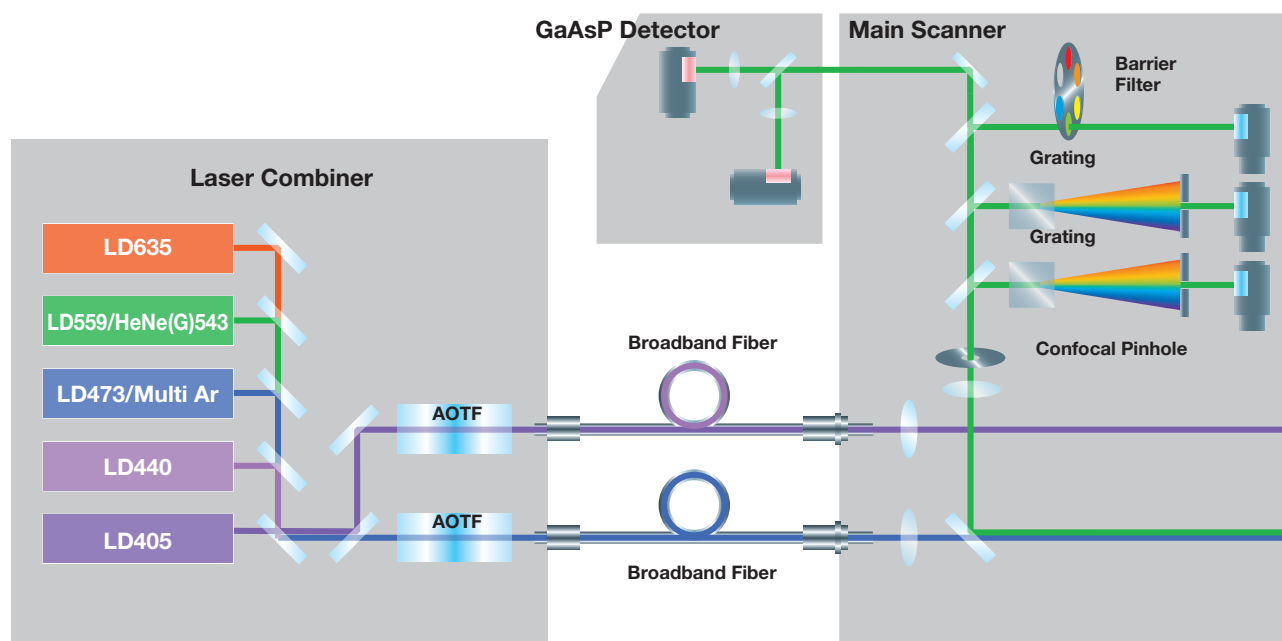 GaAsP Detector
Main Scanner
Barrier
Filter
Grating
Laser Combiner
LD635
Grating
LD559/HeNe(G)543
Broadband Fiber
Confocal Pinhole
LD473/Multi Ar
AOTF
LD440
AOTF
LD405
Broadband Fiber